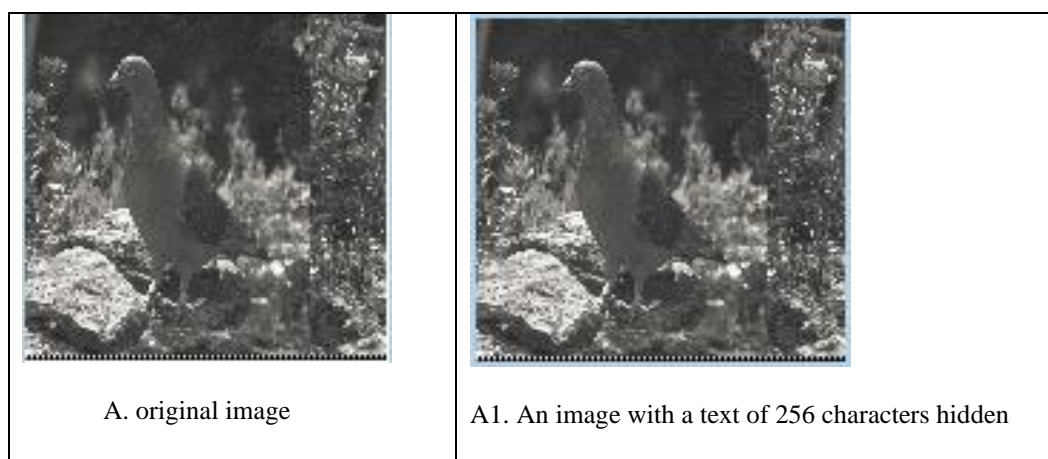 A. original image
A1. An image with a text of 256 characters hidden